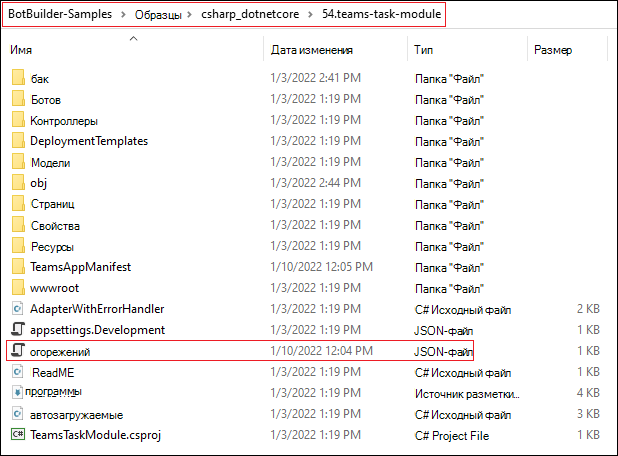 BotBuilder-Samples > Образцы > csharp_dotnetcore > 54.teams-task-module
Имя Дата изменения Тип Размер
бак 1/3/2022 2:41 PM Папка "Файл"
Ботов 1/3/2022 1:19 PM Папка "Файл"
Контроллеры 1/3/2022 1:19 PM Папка "Файл"
DeploymentTemplates 1/3/2022 1:19 PM Папка "Файл"
Модели 1/3/2022 1:19 PM Папка "Файл"
obj 1/3/2022 2:44 PM Папка "Файл"
Страниц 1/3/2022 1:19 PM Папка "Файл"
Свойства 1/3/2022 1:19 PM Папка "Файл"
Ресурсы 1/3/2022 1:19 PM Папка "Файл"
TeamsAppManifest 1/10/2022 12:05 PM Папка "Файл"
wwwroot 1/3/2022 1:19 PM Папка "Файл"
AdapterWithErrorHandler 1/3/2022 1:19 PM C# Исходный файл 2 KB
appsettings.Development 1/3/2022 1:19 PM JSON-файл 1 KB
огорежений 1/10/2022 12:04 PM JSON-файл 1 KB
ReadME 1/3/2022 1:19 PM C# Исходный файл 1 KB
программы 1/3/2022 1:19 PM Источник разметки... 4 KB
автозагружаемые 1/3/2022 1:19 PM C# Исходный файл 3 KB
TeamsTaskModule.csproj 1/3/2022 1:19 PM C# Project File 1 KB